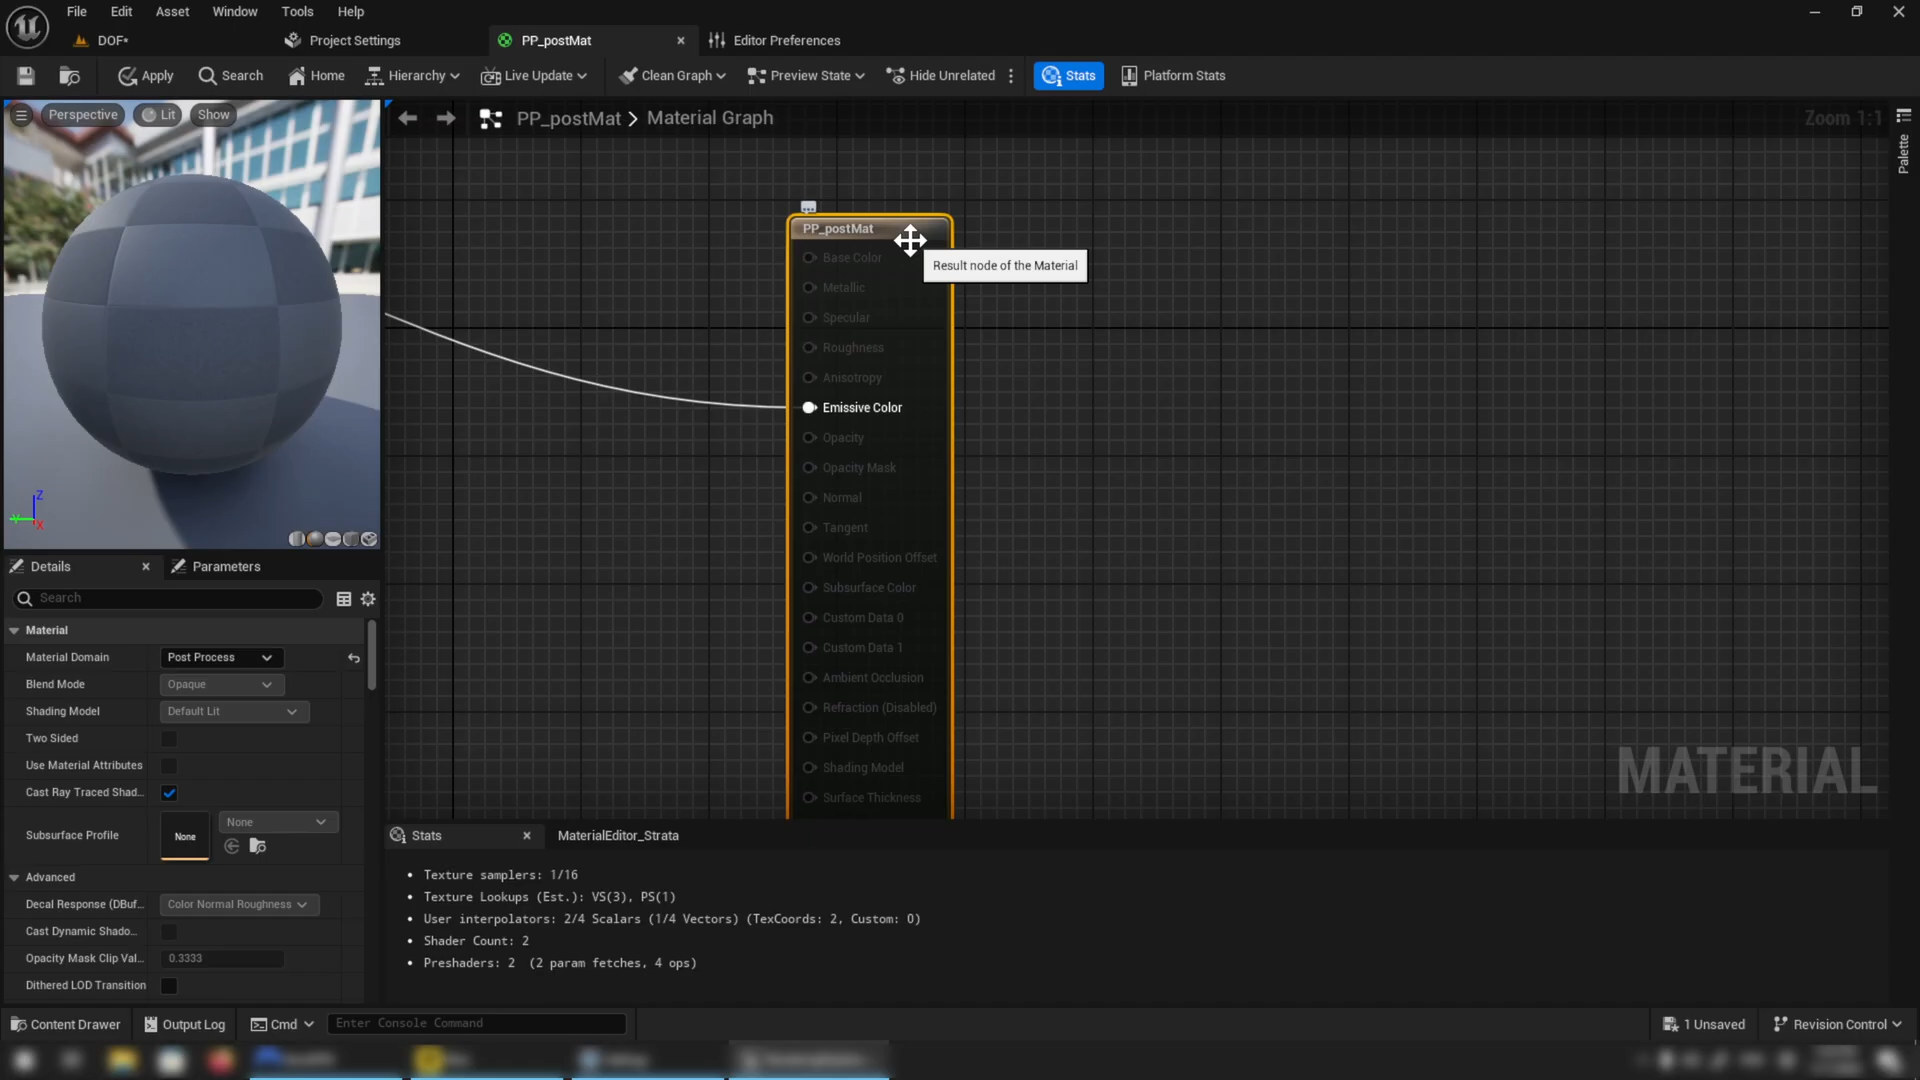 File Edit Asset Window Tools Help
DOF* Project Settings PP_postMat Editor Preferences
Apply Search Home Hierarchy Live Update Clean Graph Preview State Hide Unrelated Stats Platform Stats
Perspective Lit Show
PP_postMat > Material Graph
Zoom 1:1
Palette
PP_postMat
Result node of the Material
Base Color
Metallic
Specular
Roughness
Anisotropy
Emissive Color
Opacity
Opacity Mask
Normal
Tangent
World Position Offset
Subsurface Color
Custom Data 0
Custom Data 1
Ambient Occlusion
Refraction (Disabled)
Pixel Depth Offset
Shading Model
Surface Thickness
MATERIAL
Z
Y
X
Details Parameters
Search
Material
Material Domain Post Process
Blend Mode Opaque
Shading Model Default Lit
Two Sided
Use Material Attributes
Cast Ray Traced Shad...
Subsurface Profile None None
Advanced
Decal Response (DBuf... Color Normal Roughness
Cast Dynamic Shado...
Opacity Mask Clip Val... 0.3333
Dithered LOD Transition
Stats MaterialEditor_Strata
• Texture samplers: 1/16
• Texture Lookups (Est.): VS(3), PS(1)
• User interpolators: 2/4 Scalars (1/4 Vectors) (TexCoords: 2, Custom: 0)
• Shader Count: 2
• Preshaders: 2 (2 param fetches, 4 ops)
Content Drawer Output Log Cmd Enter Console Command 1 Unsaved Revision Control